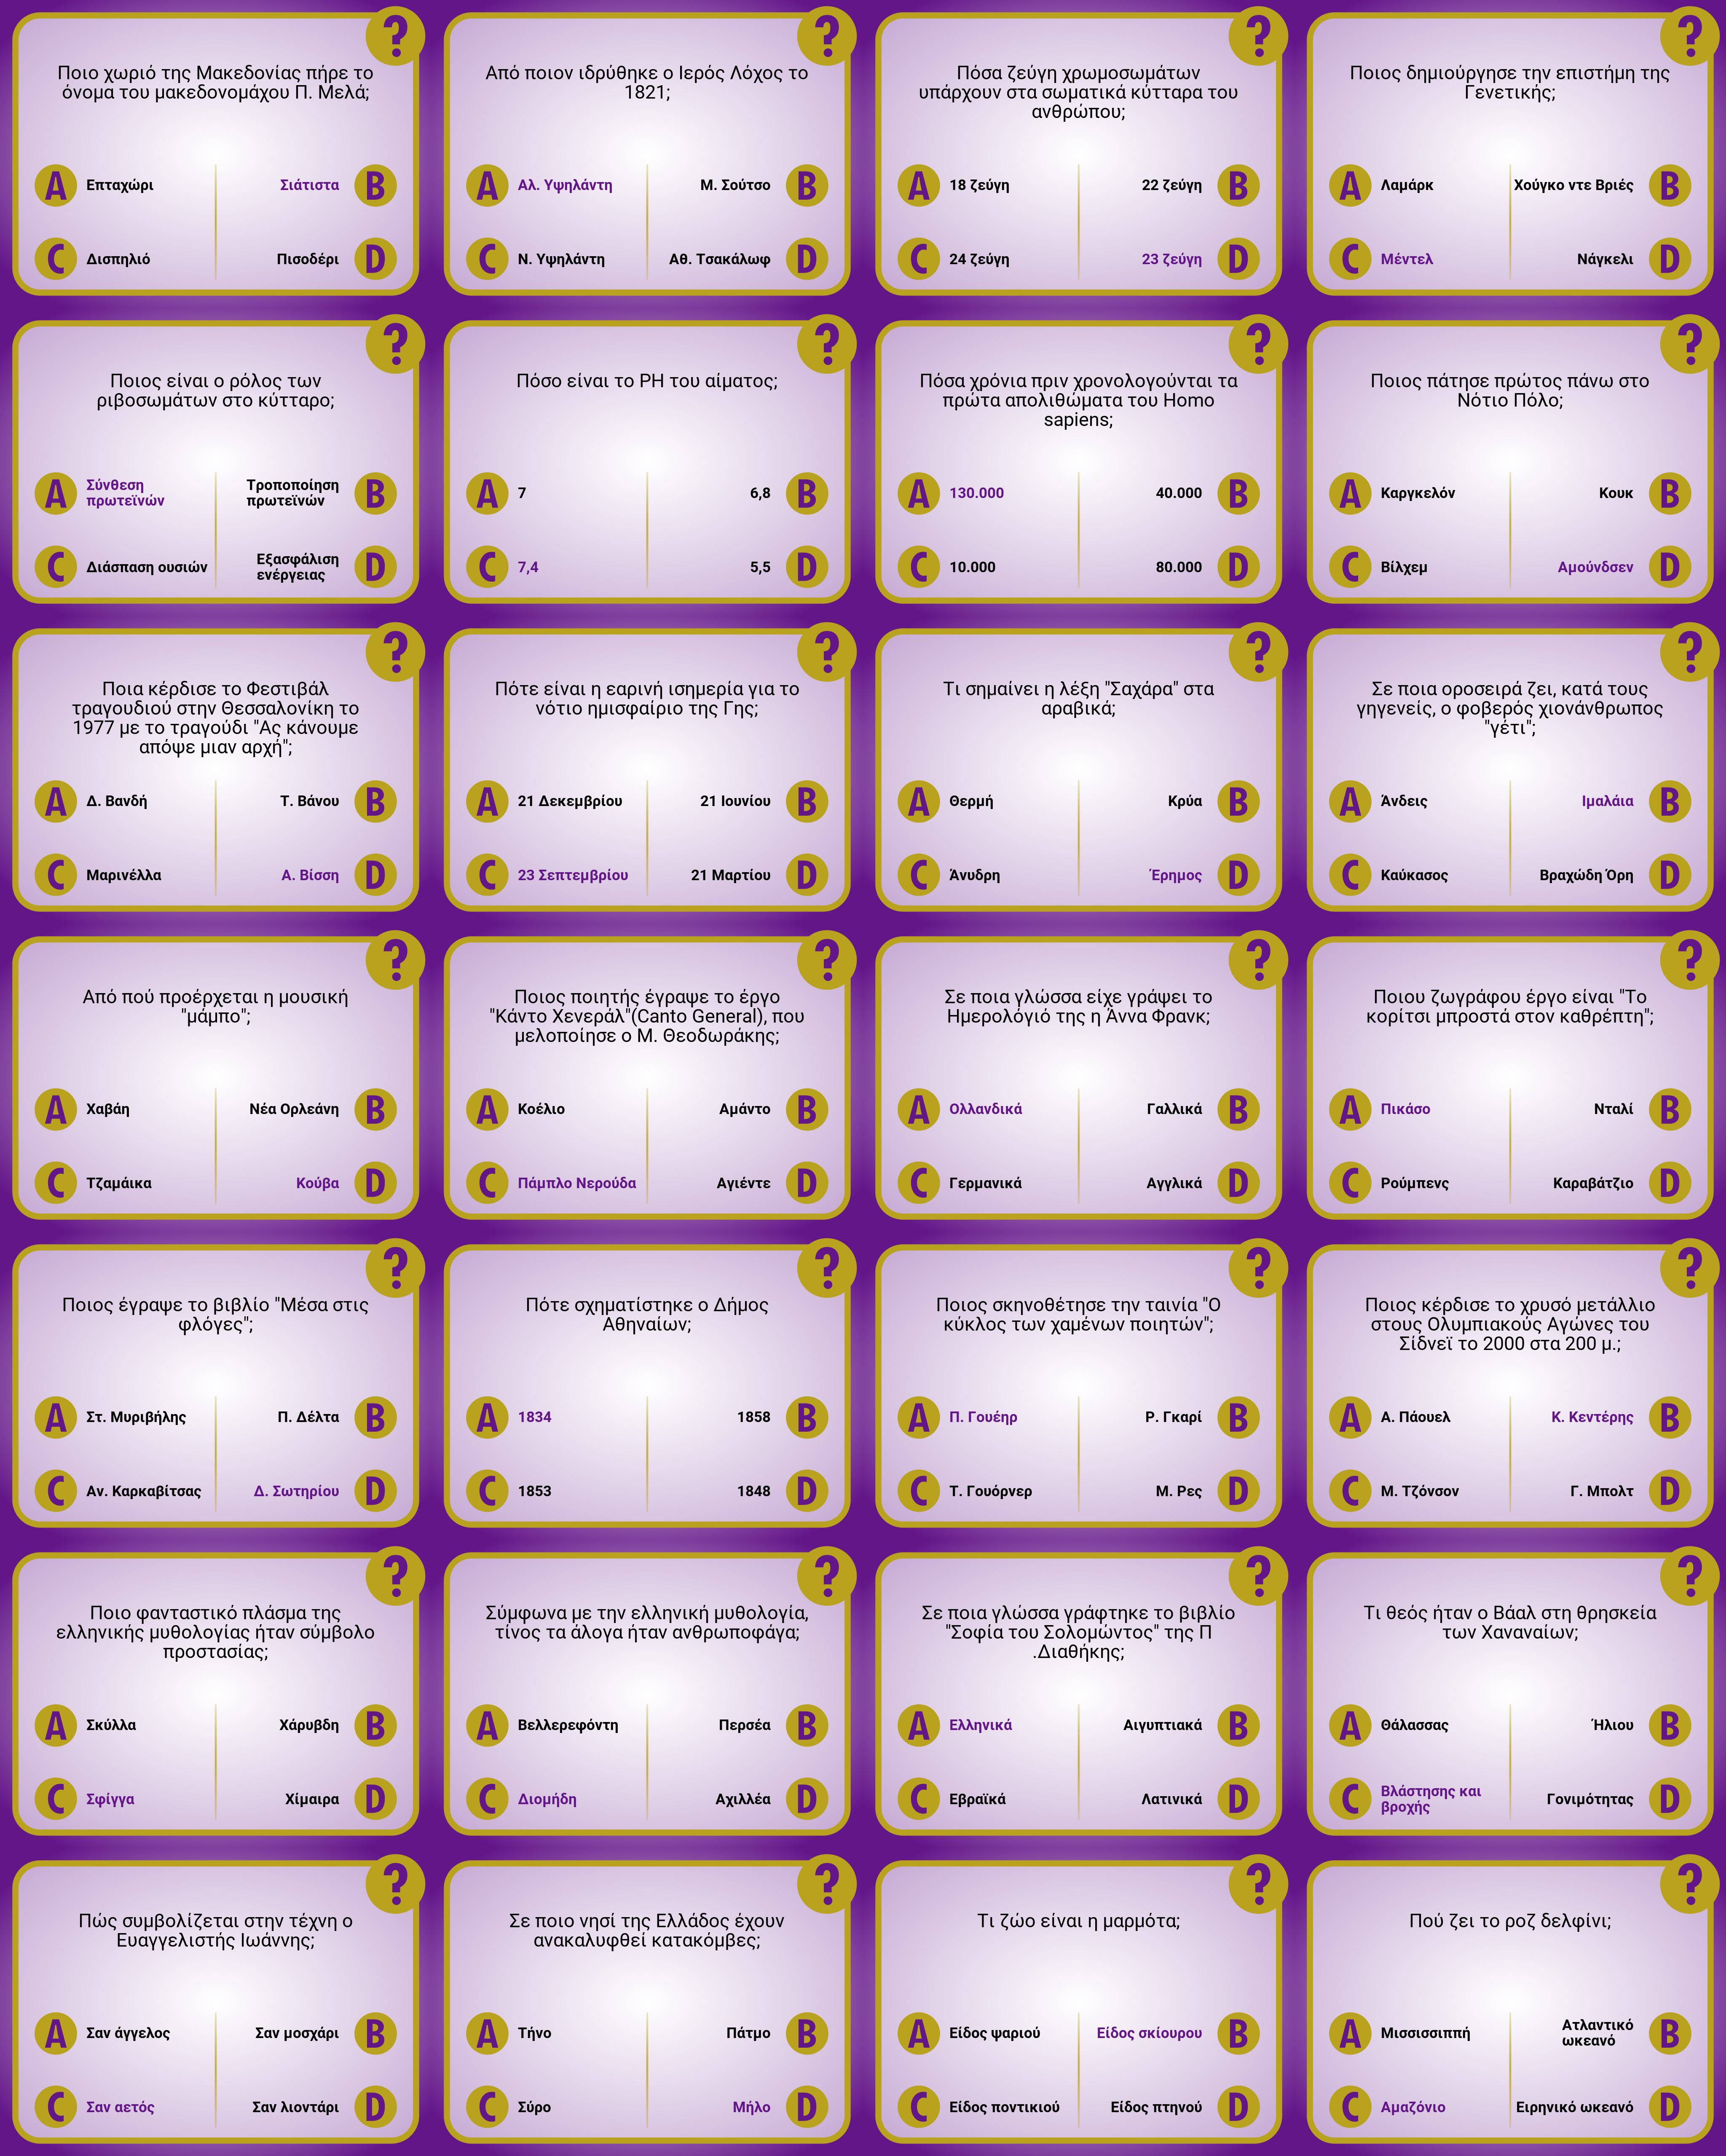 ?
Ποιο χωριό της Μακεδονίας πήρε το
όνομα του μακεδονομάχου Π. Μελά;
A Επταχώρι
Σιάτιστα B
C Δισπηλιό
Πισοδέρι D
?
Από ποιον ιδρύθηκε ο Ιερός Λόχος το
1821;
A Αλ. Υψηλάντη
Μ. Σούτσο B
C Ν. Υψηλάντη
Αθ. Τσακάλωφ D
?
Πόσα ζεύγη χρωμοσωμάτων
υπάρχουν στα σωματικά κύτταρα του
ανθρώπου;
A 18 ζεύγη
22 ζεύγη B
C 24 ζεύγη
23 ζεύγη D
?
Ποιος δημιούργησε την επιστήμη της
Γενετικής;
A Λαμάρκ
Χούγκο ντε Βριές B
C Μέντελ
Νάγκελι D
?
Ποιος είναι ο ρόλος των
ριβοσωμάτων στο κύτταρο;
A Σύνθεση
πρωτεϊνών
Τροποποίηση
πρωτεϊνών B
C Διάσπαση ουσιών
Εξασφάλιση
ενέργειας D
?
Πόσο είναι το PH του αίματος;
A 7
6,8 B
C 7,4
5,5 D
?
Πόσα χρόνια πριν χρονολογούνται τα
πρώτα απολιθώματα του Homo
sapiens;
A 130.000
40.000 B
C 10.000
80.000 D
?
Ποιος πάτησε πρώτος πάνω στο
Νότιο Πόλο;
A Καργκελόν
Κουκ B
C Βίλχεμ
Αμούνδσεν D
?
Ποια κέρδισε το Φεστιβάλ
τραγουδιού στην Θεσσαλονίκη το
1977 με το τραγούδι "Ας κάνουμε
απόψε μιαν αρχή";
A Δ. Βανδή
Τ. Βάνου B
C Μαρινέλλα
Α. Βίσση D
?
Πότε είναι η εαρινή ισημερία για το
νότιο ημισφαίριο της Γης;
A 21 Δεκεμβρίου
21 Ιουνίου B
C 23 Σεπτεμβρίου
21 Μαρτίου D
?
Τι σημαίνει η λέξη "Σαχάρα" στα
αραβικά;
A Θερμή
Κρύα B
C Άνυδρη
Έρημος D
?
Σε ποια οροσειρά ζει, κατά τους
γηγενείς, ο φοβερός χιονάνθρωπος
"γέτι";
A Άνδεις
Ιμαλάια B
C Καύκασος
Βραχώδη Όρη D
?
Από πού προέρχεται η μουσική
"μάμπο";
A Χαβάη
Νέα Ορλεάνη B
C Τζαμάικα
Κούβα D
?
Ποιος ποιητής έγραψε το έργο
"Κάντο Χενεράλ"(Canto General), που
μελοποίησε ο Μ. Θεοδωράκης;
A Κοέλιο
Αμάντο B
C Πάμπλο Νερούδα
Αγιέντε D
?
Σε ποια γλώσσα είχε γράψει το
Ημερολόγιό της η Άννα Φρανκ;
A Ολλανδικά
Γαλλικά B
C Γερμανικά
Αγγλικά D
?
Ποιου ζωγράφου έργο είναι "Το
κορίτσι μπροστά στον καθρέπτη";
A Πικάσο
Νταλί B
C Ρούμπενς
Καραβάτζιο D
?
Ποιος έγραψε το βιβλίο "Μέσα στις
φλόγες";
A Στ. Μυριβήλης
Π. Δέλτα B
C Αν. Καρκαβίτσας
Δ. Σωτηρίου D
?
Πότε σχηματίστηκε ο Δήμος
Αθηναίων;
A 1834
1858 B
C 1853
1848 D
?
Ποιος σκηνοθέτησε την ταινία "Ο
κύκλος των χαμένων ποιητών";
A Π. Γουέηρ
Ρ. Γκαρί B
C Τ. Γουόρνερ
Μ. Ρες D
?
Ποιος κέρδισε το χρυσό μετάλλιο
στους Ολυμπιακούς Αγώνες του
Σίδνεϊ το 2000 στα 200 μ.;
A Α. Πάουελ
Κ. Κεντέρης B
C Μ. Τζόνσον
Γ. Μπολτ D
?
Ποιο φανταστικό πλάσμα της
ελληνικής μυθολογίας ήταν σύμβολο
προστασίας;
A Σκύλλα
Χάρυβδη B
C Σφίγγα
Χίμαιρα D
?
Σύμφωνα με την ελληνική μυθολογία,
τίνος τα άλογα ήταν ανθρωποφάγα;
A Βελλερεφόντη
Περσέα B
C Διομήδη
Αχιλλέα D
?
Σε ποια γλώσσα γράφτηκε το βιβλίο
"Σοφία του Σολομώντος" της Π
.Διαθήκης;
A Ελληνικά
Αιγυπτιακά B
C Εβραϊκά
Λατινικά D
?
Τι θεός ήταν ο Βάαλ στη θρησκεία
των Χαναναίων;
A Θάλασσας
Ήλιου B
C Βλάστησης και
βροχής
Γονιμότητας D
?
Πώς συμβολίζεται στην τέχνη ο
Ευαγγελιστής Ιωάννης;
A Σαν άγγελος
Σαν μοσχάρι B
C Σαν αετός
Σαν λιοντάρι D
?
Σε ποιο νησί της Ελλάδος έχουν
ανακαλυφθεί κατακόμβες;
A Τήνο
Πάτμο B
C Σύρο
Μήλο D
?
Τι ζώο είναι η μαρμότα;
A Είδος ψαριού
Είδος σκίουρου B
C Είδος ποντικιού
Είδος πτηνού D
?
Πού ζει το ροζ δελφίνι;
A Μισσισσιππή
Ατλαντικό
ωκεανό B
C Αμαζόνιο
Ειρηνικό ωκεανό D